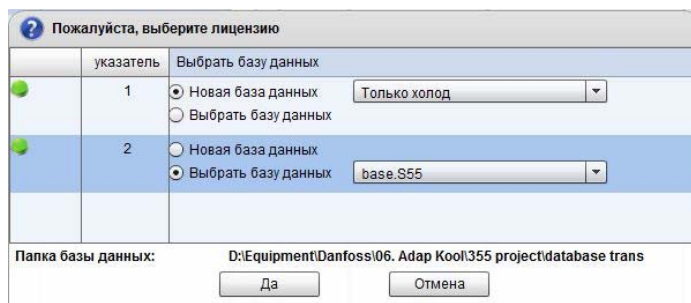 Пожалуйста, выберите лицензию
указатель Выбрать базу данных
1 Новая база данных Только холод
Выбрать базу данных
2 Новая база данных
Выбрать базу данных base.S55
Папка базы данных: D:\Equipment\Danfoss\06. Adap Kool\355 project\database trans
Да Отмена